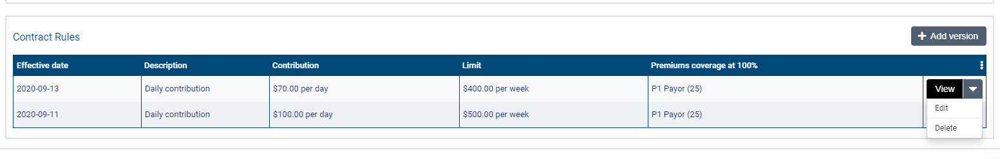 Contract Rules
+ Add version
Effective date Description Contribution Limit Premiums coverage at 100%
2020-09-13 Daily contribution $70.00 per day $400.00 per week P1 Payor (25) View
Edit
2020-09-11 Daily contribution $100.00 per day $500.00 per week P1 Payor (25)
Delete